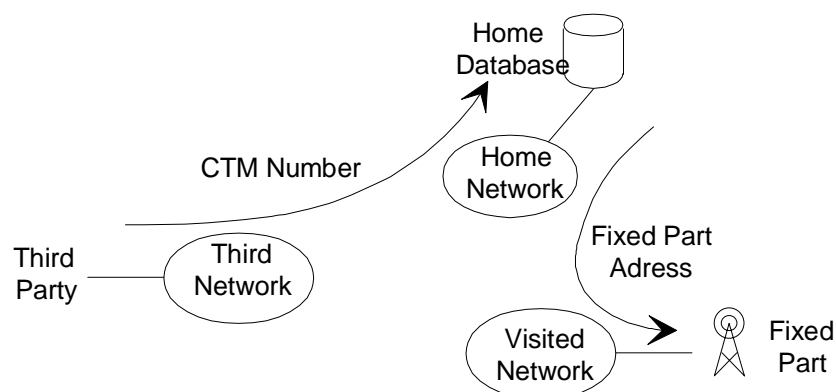 Home
Database
CTM Number
Home
Network
Third
Party
Third
Network
Fixed Part
Adress
Visited
Network
Fixed
Part